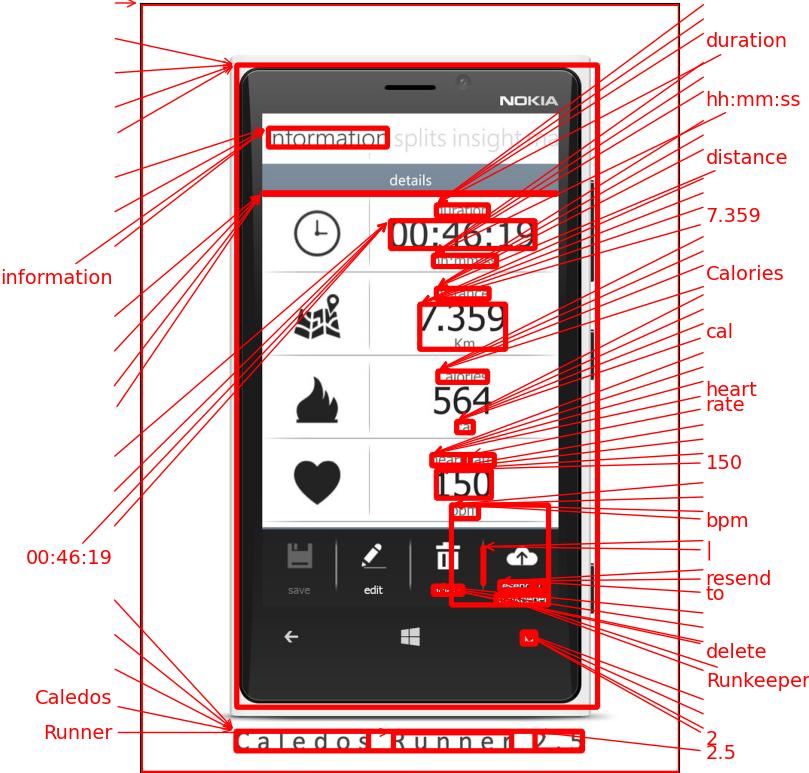 NOKIA
information splits insight ma
details
duration
00:46:19
hh:mm:ss
distance
7.359
Km
Calories
564
cal
heart rate
150
bpm
save
edit
delete
resend to
Runkeeper
Caledos Runner 2.5
information
00:46:19
Caledos
Runner
duration
hh:mm:ss
distance
7.359
Calories
cal
heart
rate
150
bpm
|
resend
to
delete
Runkeeper
2
2.5